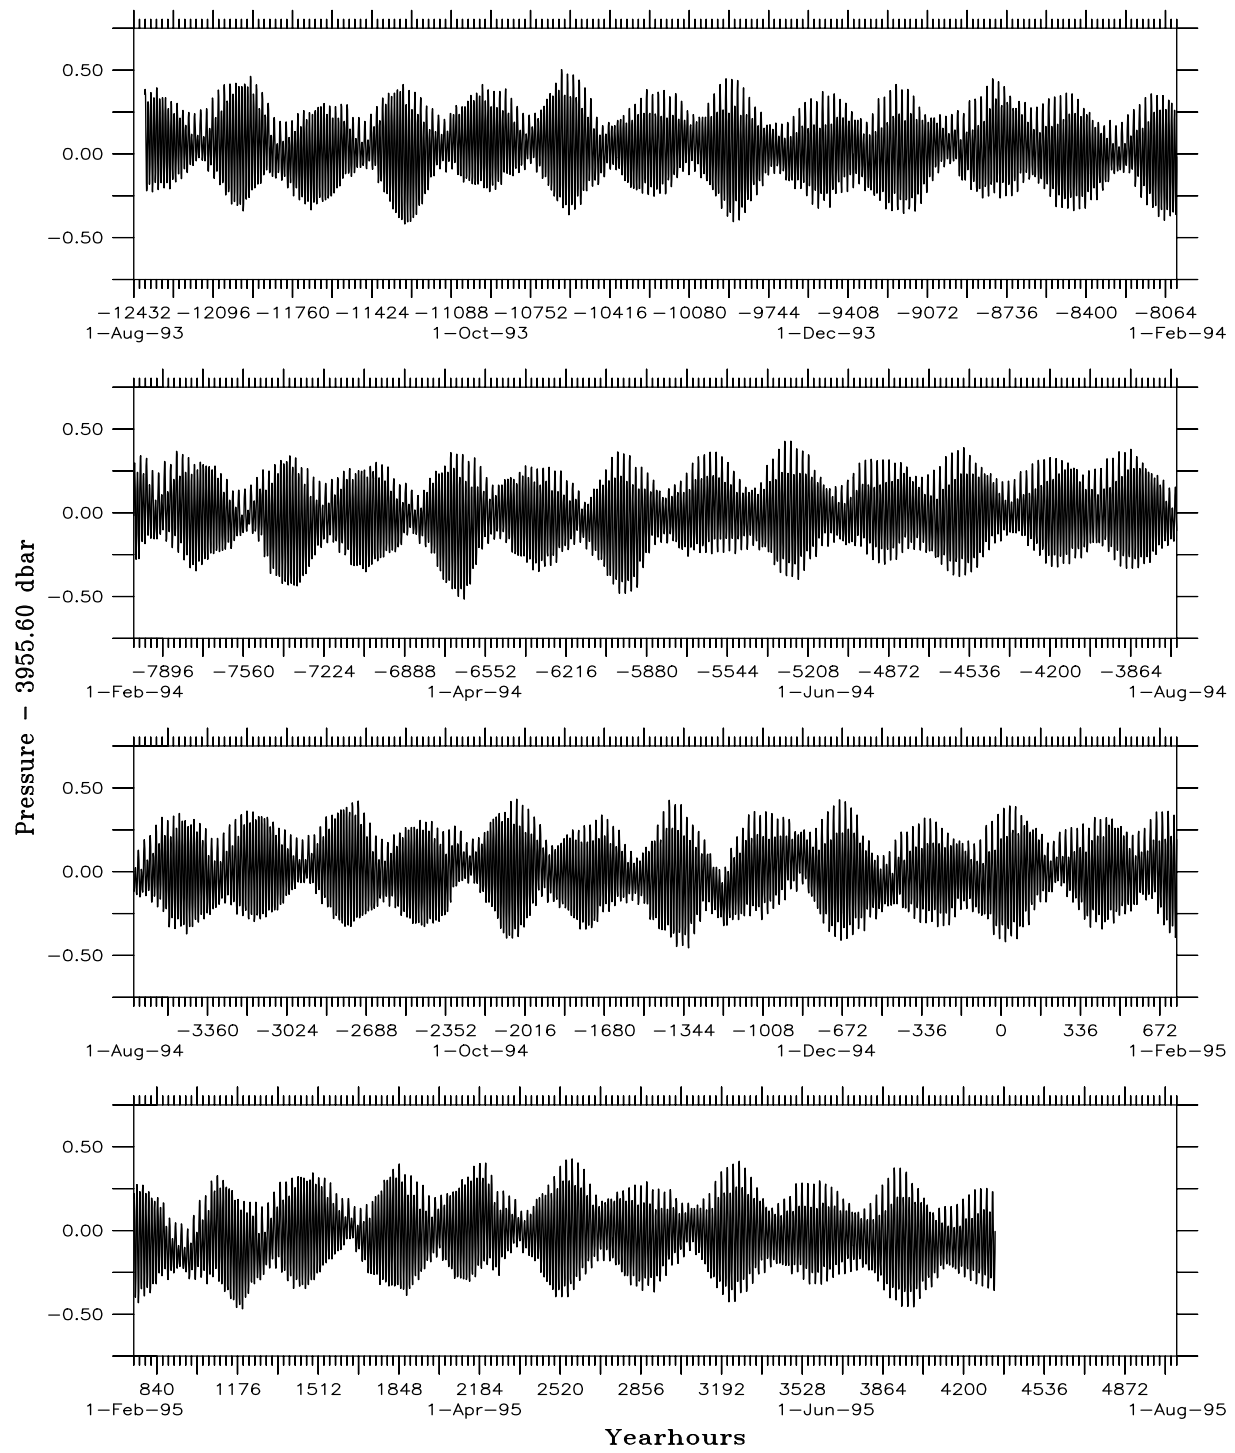 Pressure – 3955.60 dbar
0.50
0.00
−0.50
−12432 −12096 −11760 −11424 −11088 −10752 −10416 −10080 −9744 −9408 −9072 −8736 −8400 −8064
1−Aug−93 1−Oct−93 1−Dec−93 1−Feb−94
0.50
0.00
−0.50
−7896 −7560 −7224 −6888 −6552 −6216 −5880 −5544 −5208 −4872 −4536 −4200 −3864
1−Feb−94 1−Apr−94 1−Jun−94 1−Aug−94
0.50
0.00
−0.50
−3360 −3024 −2688 −2352 −2016 −1680 −1344 −1008 −672 −336 0 336 672
1−Aug−94 1−Oct−94 1−Dec−94 1−Feb−95
0.50
0.00
−0.50
840 1176 1512 1848 2184 2520 2856 3192 3528 3864 4200 4536 4872
1−Feb−95 1−Apr−95 1−Jun−95 1−Aug−95
Yearhours